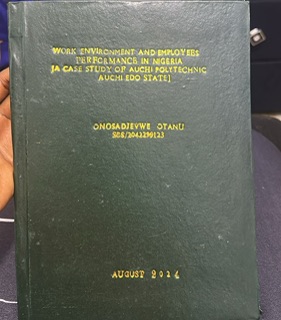 WORK ENVIRONMENT AND EMPLOYEES
PERFORMANCE IN NIGERIA
[A CASE STUDY OF AUCHI POLYTECHNIC
AUCHI EDO STATE]
ONOSADJEVWE OTANU
AUGUST 2024